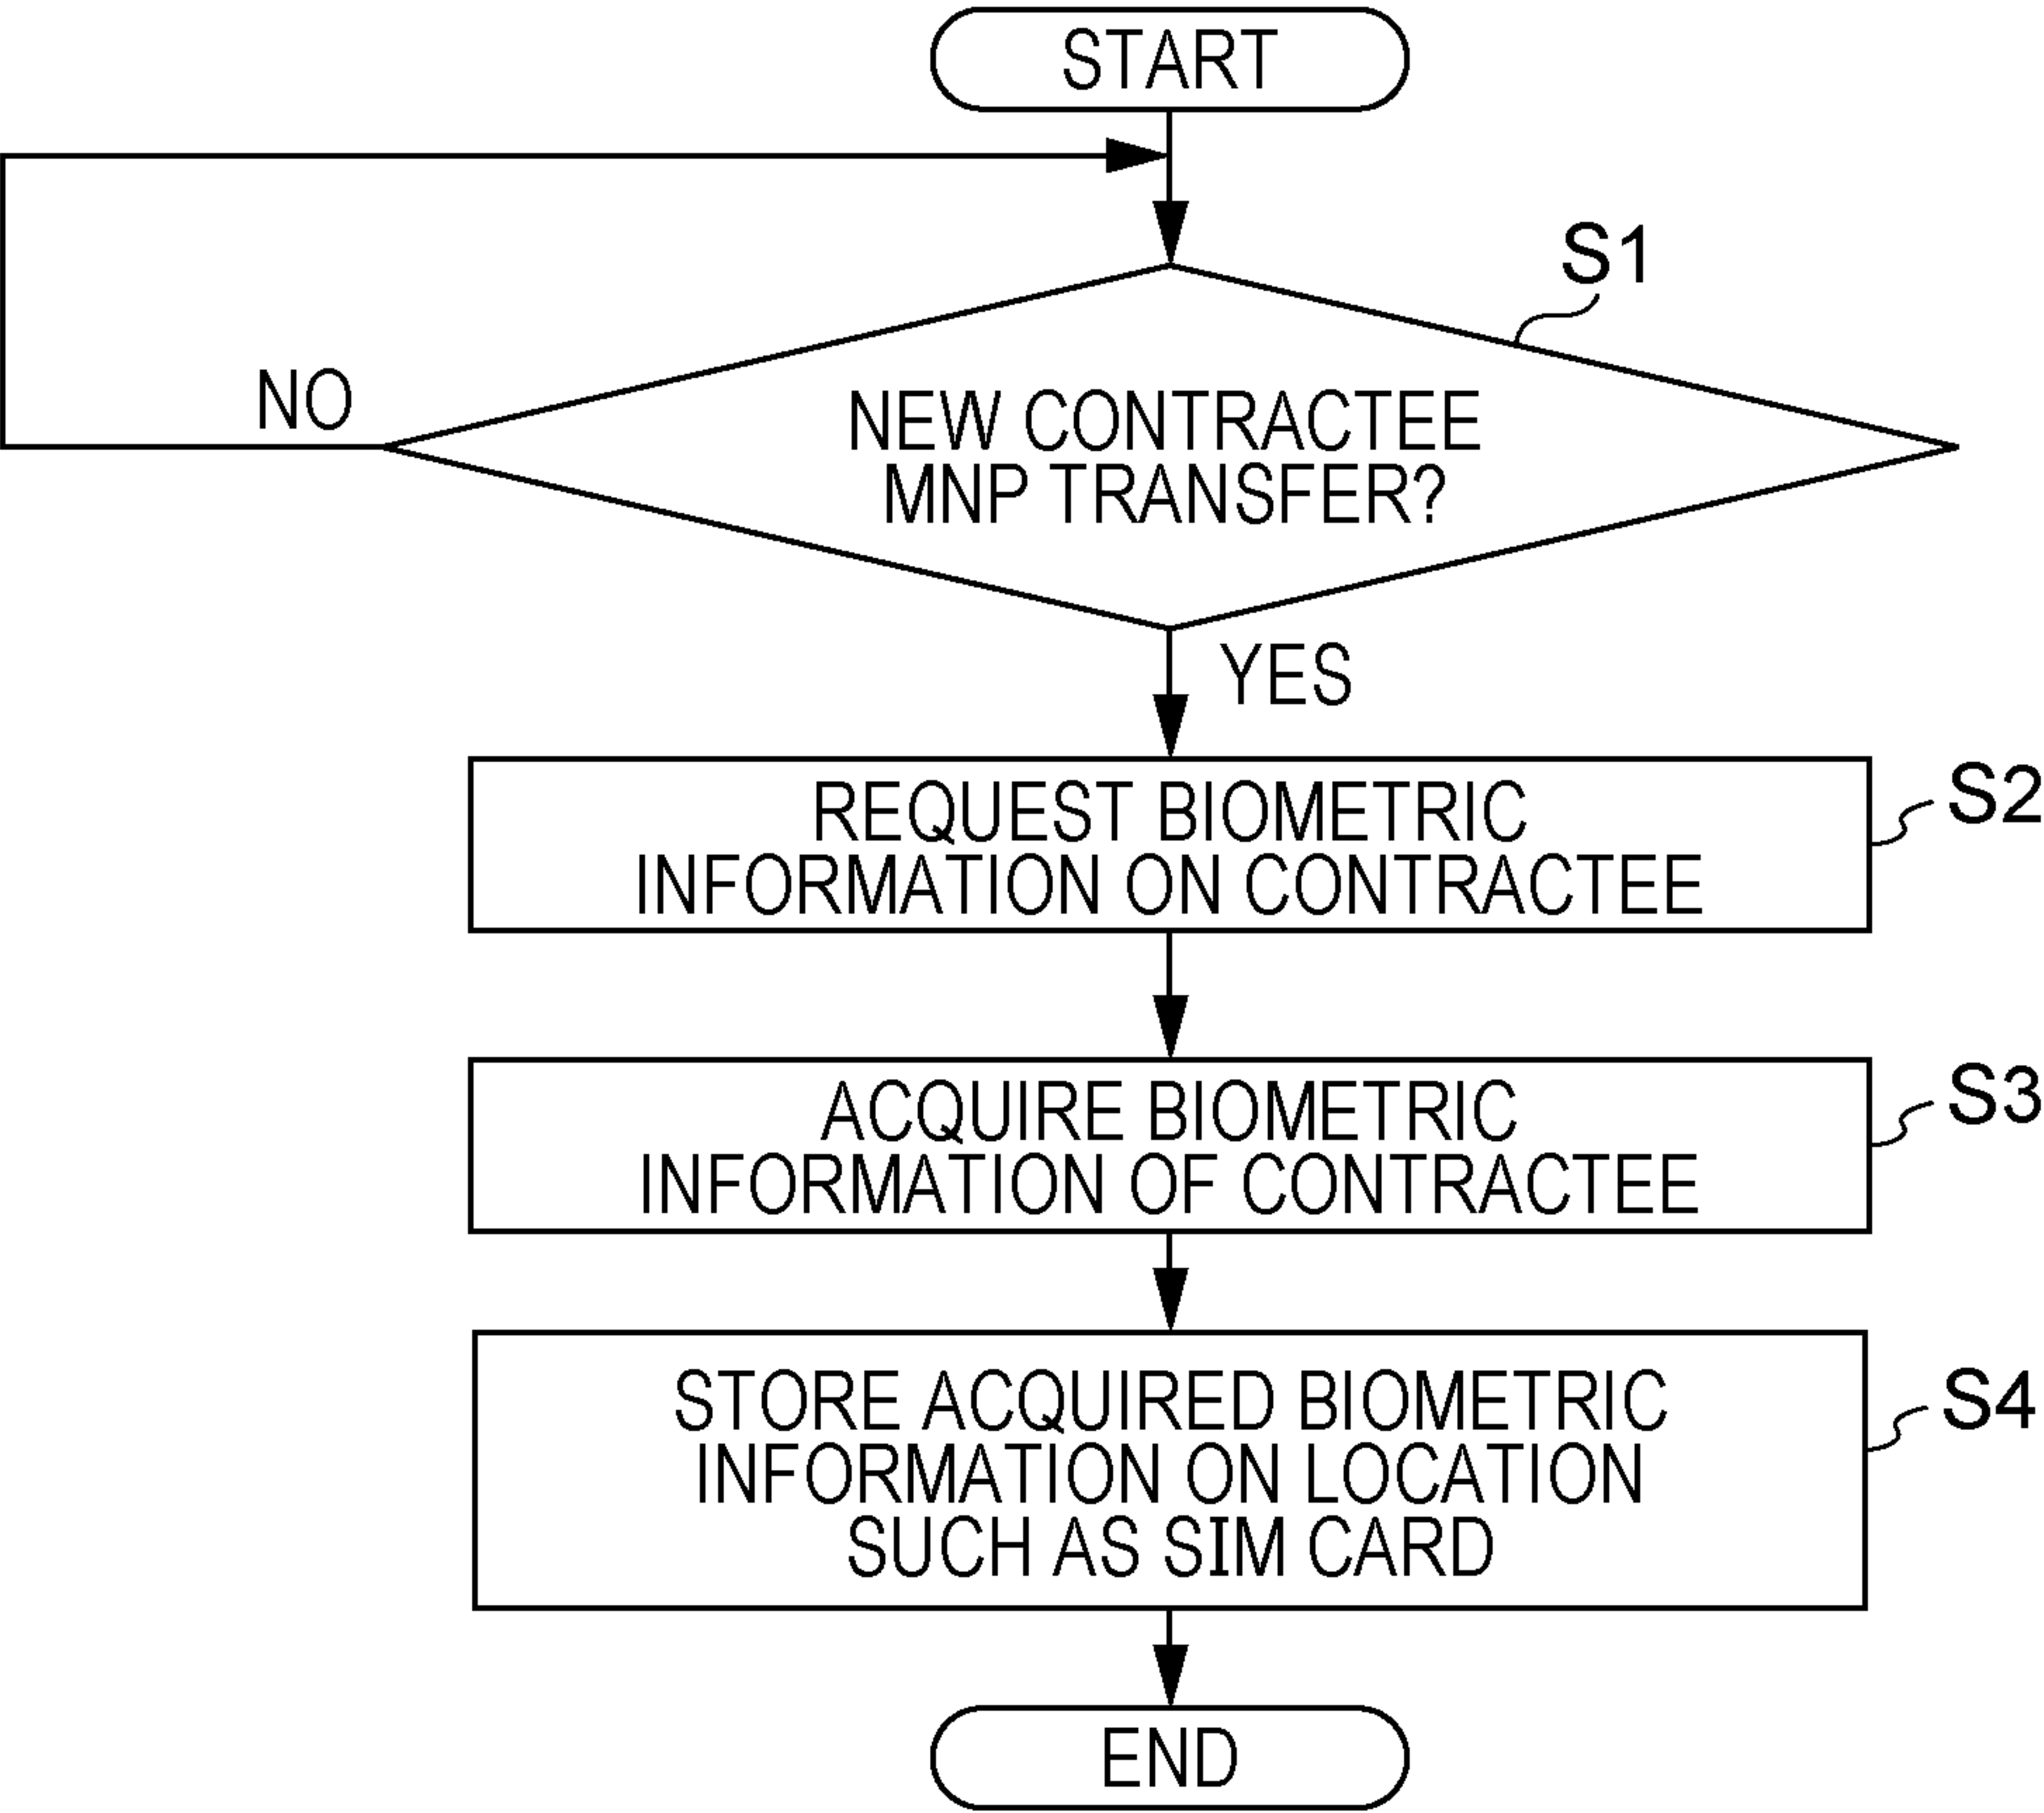 START
S1
NO
NEW CONTRACTEE
MNP TRANSFER?
YES
S2
REQUEST BIOMETRIC
INFORMATION ON CONTRACTEE
S3
ACQUIRE BIOMETRIC
INFORMATION OF CONTRACTEE
S4
STORE ACQUIRED BIOMETRIC
INFORMATION ON LOCATION
SUCH AS SIM CARD
END